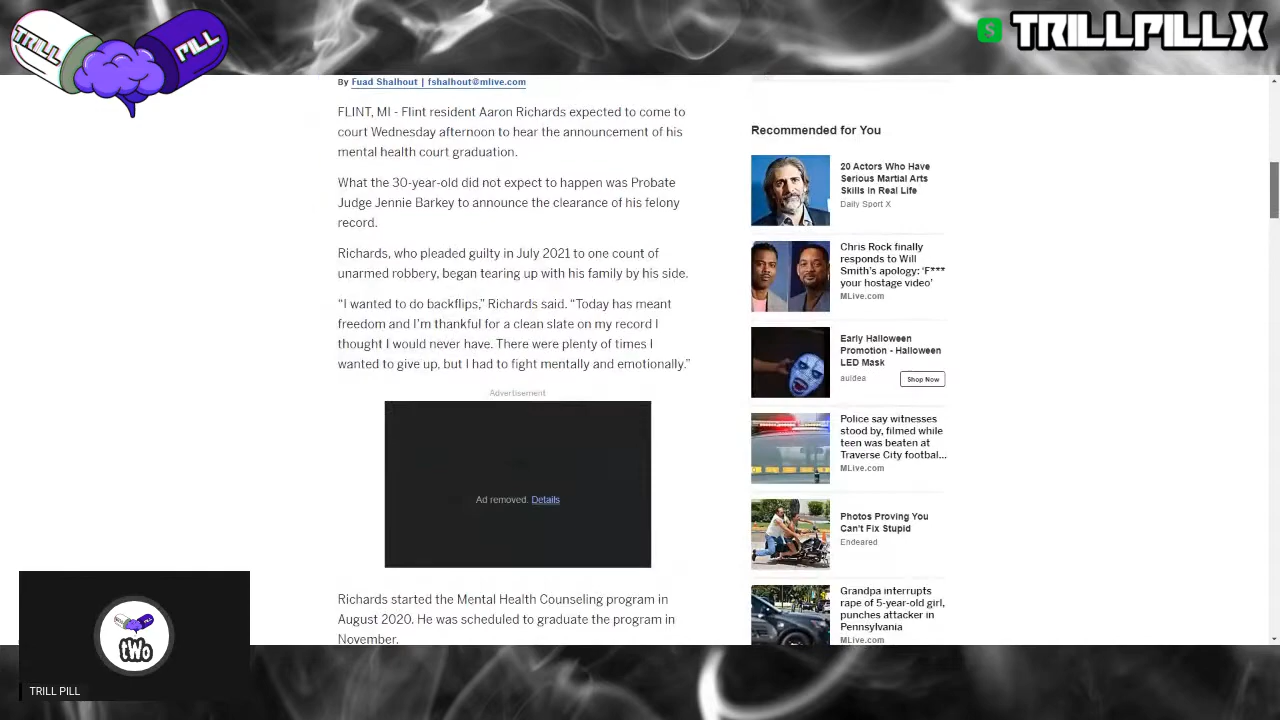 TRILL
PILL
$
TRILLPILLX
By Fuad Shalhout | fshalhout@mlive.com
FLINT, MI - Flint resident Aaron Richards expected to come to
court Wednesday afternoon to hear the announcement of his
mental health court graduation.
What the 30-year-old did not expect to happen was Probate
Judge Jennie Barkey to announce the clearance of his felony
record.
Richards, who pleaded guilty in July 2021 to one count of
unarmed robbery, began tearing up with his family by his side.
“I wanted to do backflips,” Richards said. “Today has meant
freedom and I’m thankful for a clean slate on my record I
thought I would never have. There were plenty of times I
wanted to give up, but I had to fight mentally and emotionally.”
Advertisement
Ad removed. Details
Richards started the Mental Health Counseling program in
August 2020. He was scheduled to graduate the program in
November.
Recommended for You
20 Actors Who Have
Serious Martial Arts
Skills In Real Life
Daily Sport X
Chris Rock finally
responds to Will
Smith’s apology: ‘F***
your hostage video’
MLive.com
Early Halloween
Promotion - Halloween
LED Mask
auldea
Shop Now
Police say witnesses
stood by, filmed while
teen was beaten at
Traverse City footbal...
MLive.com
Photos Proving You
Can't Fix Stupid
Endeared
Grandpa interrupts
rape of 5-year-old girl,
punches attacker in
Pennsylvania
MLive.com
tWo
TRILL PILL